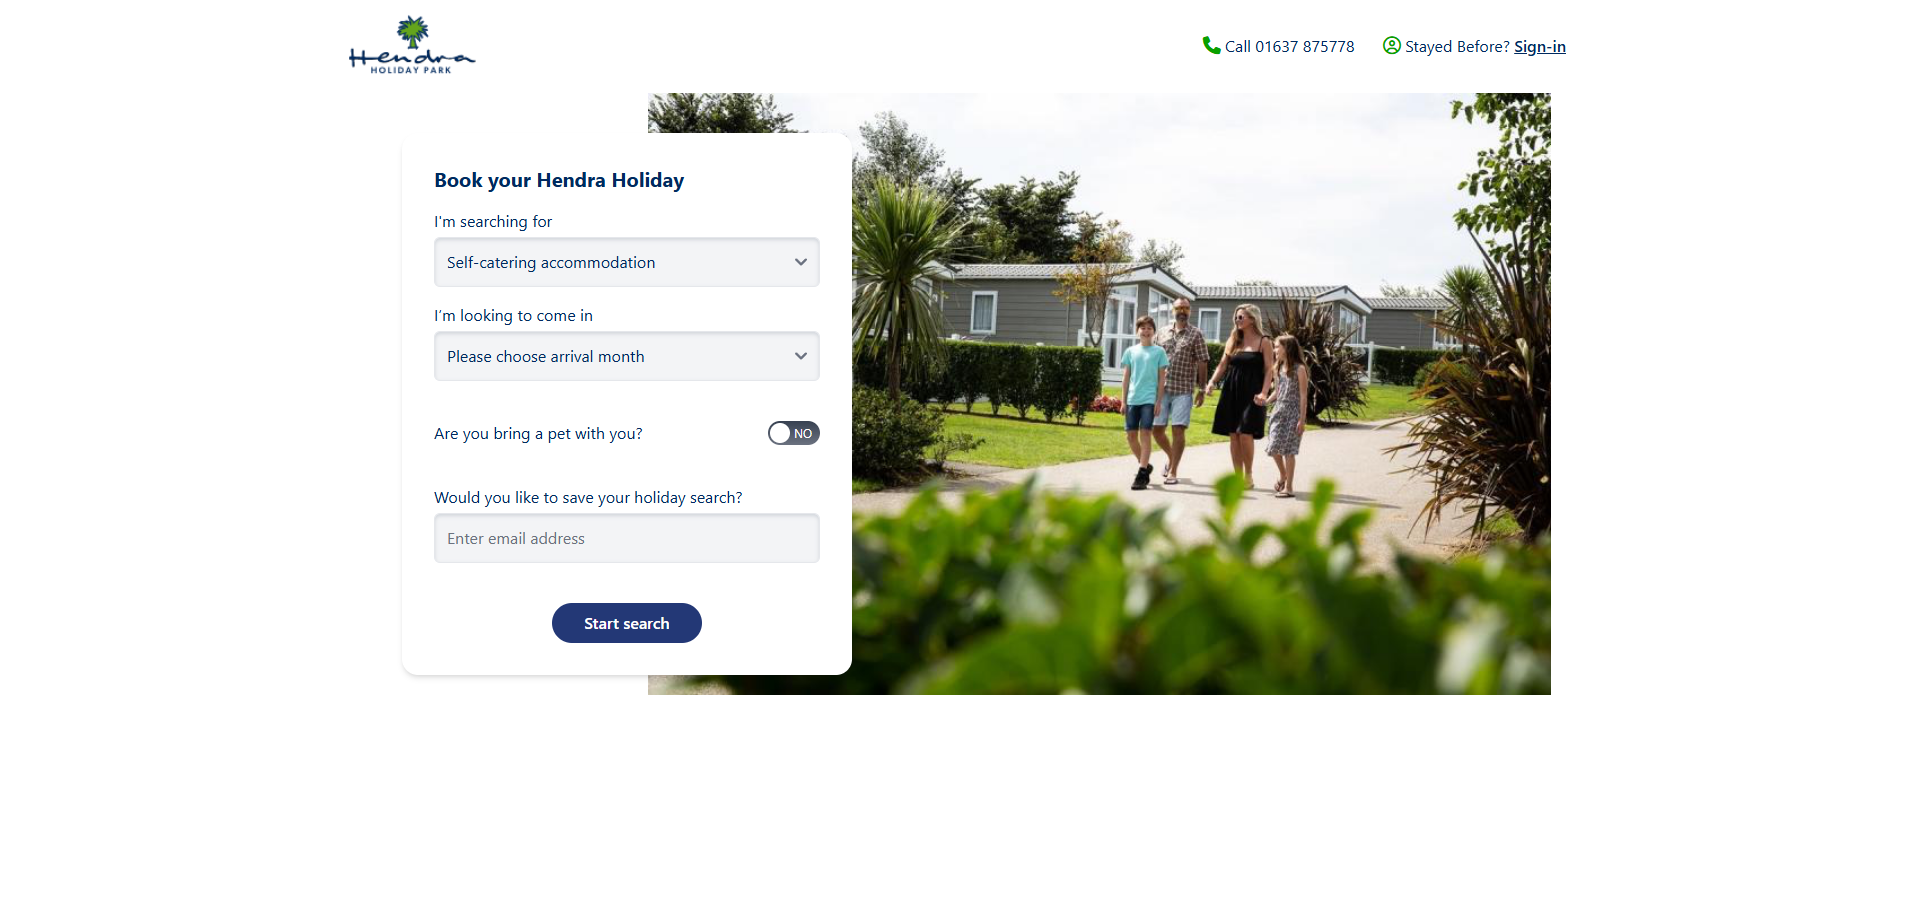 Hendra
HOLIDAY PARK
Call 01637 875778
Stayed Before? Sign-in
Book your Hendra Holiday
I'm searching for
Self-catering accommodation
I’m looking to come in
Please choose arrival month
Are you bring a pet with you?
NO
Would you like to save your holiday search?
Enter email address
Start search